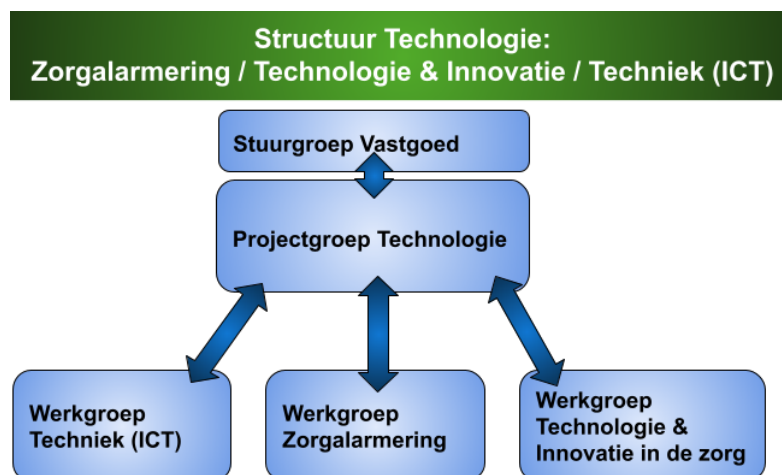 Structuur Technologie:
Zorgalarmering / Technologie & Innovatie / Techniek (ICT)
Stuurgroep Vastgoed
Projectgroep Technologie
Werkgroep
Techniek (ICT)
Werkgroep
Zorgalarmering
Werkgroep
Technologie &
Innovatie in de zorg